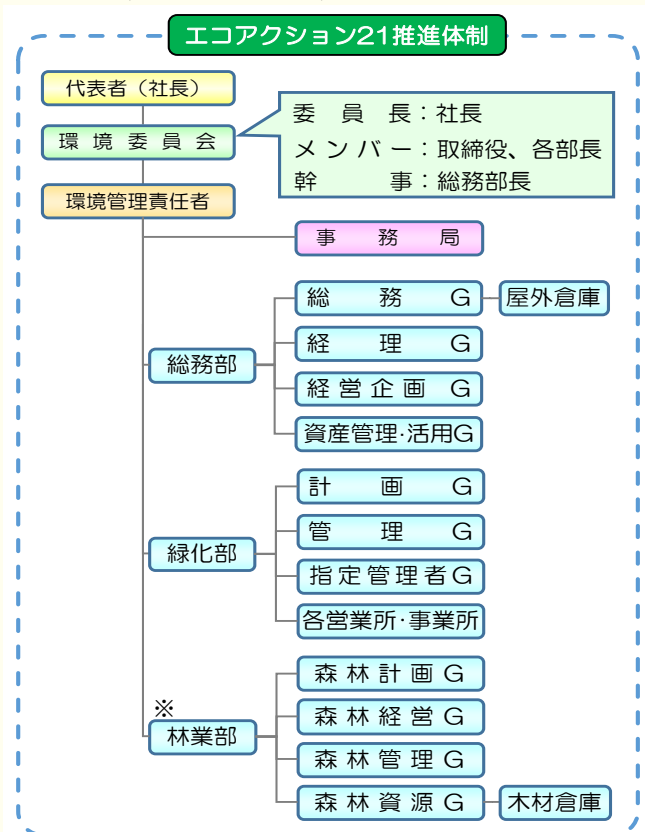 エコアクション21推進体制
代表者（社長）
環境委員会
委員長：社長
メンバー：取締役、各部長
幹事：総務部長
環境管理責任者
事務局
総務部
総務G
屋外倉庫
経理G
経営企画G
資産管理･活用G
緑化部
計画G
管理G
指定管理者G
各営業所･事業所
※
林業部
森林計画G
森林経営G
森林管理G
森林資源G
木材倉庫